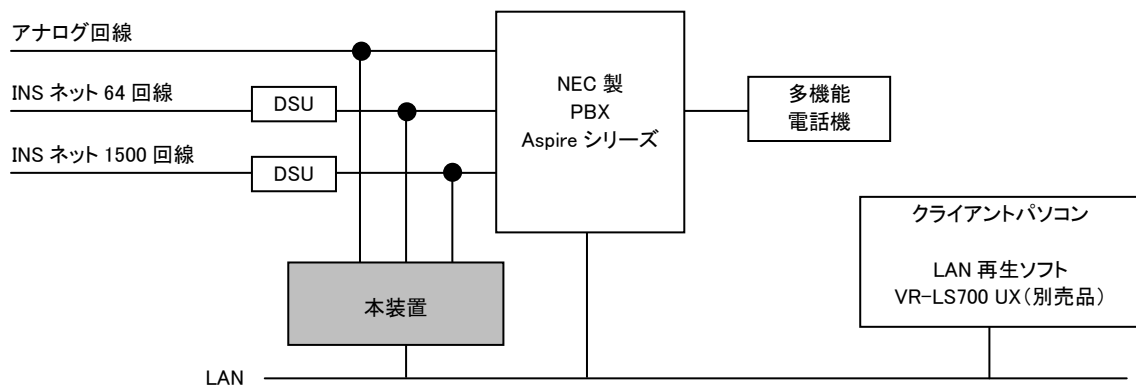 アナログ回線
INS ネット 64 回線
DSU
INS ネット 1500 回線
DSU
NEC 製
PBX
Aspire シリーズ
多機能
電話機
本装置
クライアントパソコン
LAN 再生ソフト
VR-LS700 UX(別売品)
LAN